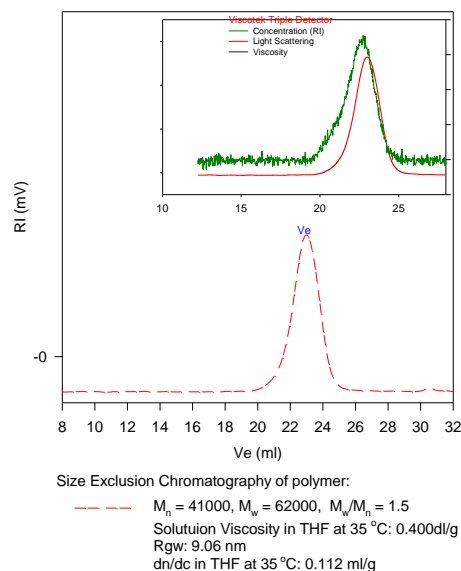 Viscotek Triple Detector
Concentration (RI)
Light Scattering
Viscosity
10 15 20 25
RI (mV)
Ve
-0
8 10 12 14 16 18 20 22 24 26 28 30 32
Ve (ml)
Size Exclusion Chromatography of polymer:
Mn = 41000, Mw = 62000, Mw/Mn = 1.5
Solutuion Viscosity in THF at 35 °C: 0.400dl/g
Rgw: 9.06 nm
dn/dc in THF at 35 °C: 0.112 ml/g